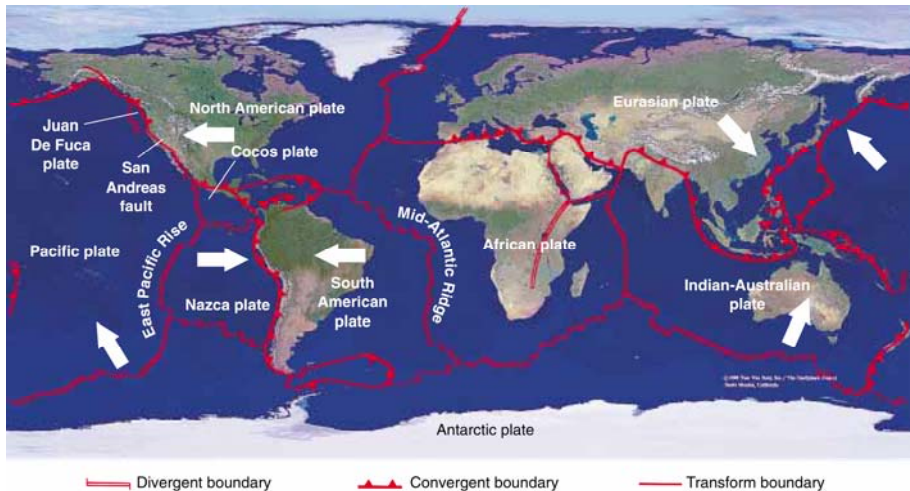 North American plate
Eurasian plate
Juan
De Fuca
plate
Cocos plate
San
Andreas
fault
Pacific plate
East Pacific Rise
Mid-Atlantic Ridge
African plate
Nazca plate
South
American
plate
Indian-Australian
plate
Antarctic plate
Divergent boundary
Convergent boundary
Transform boundary